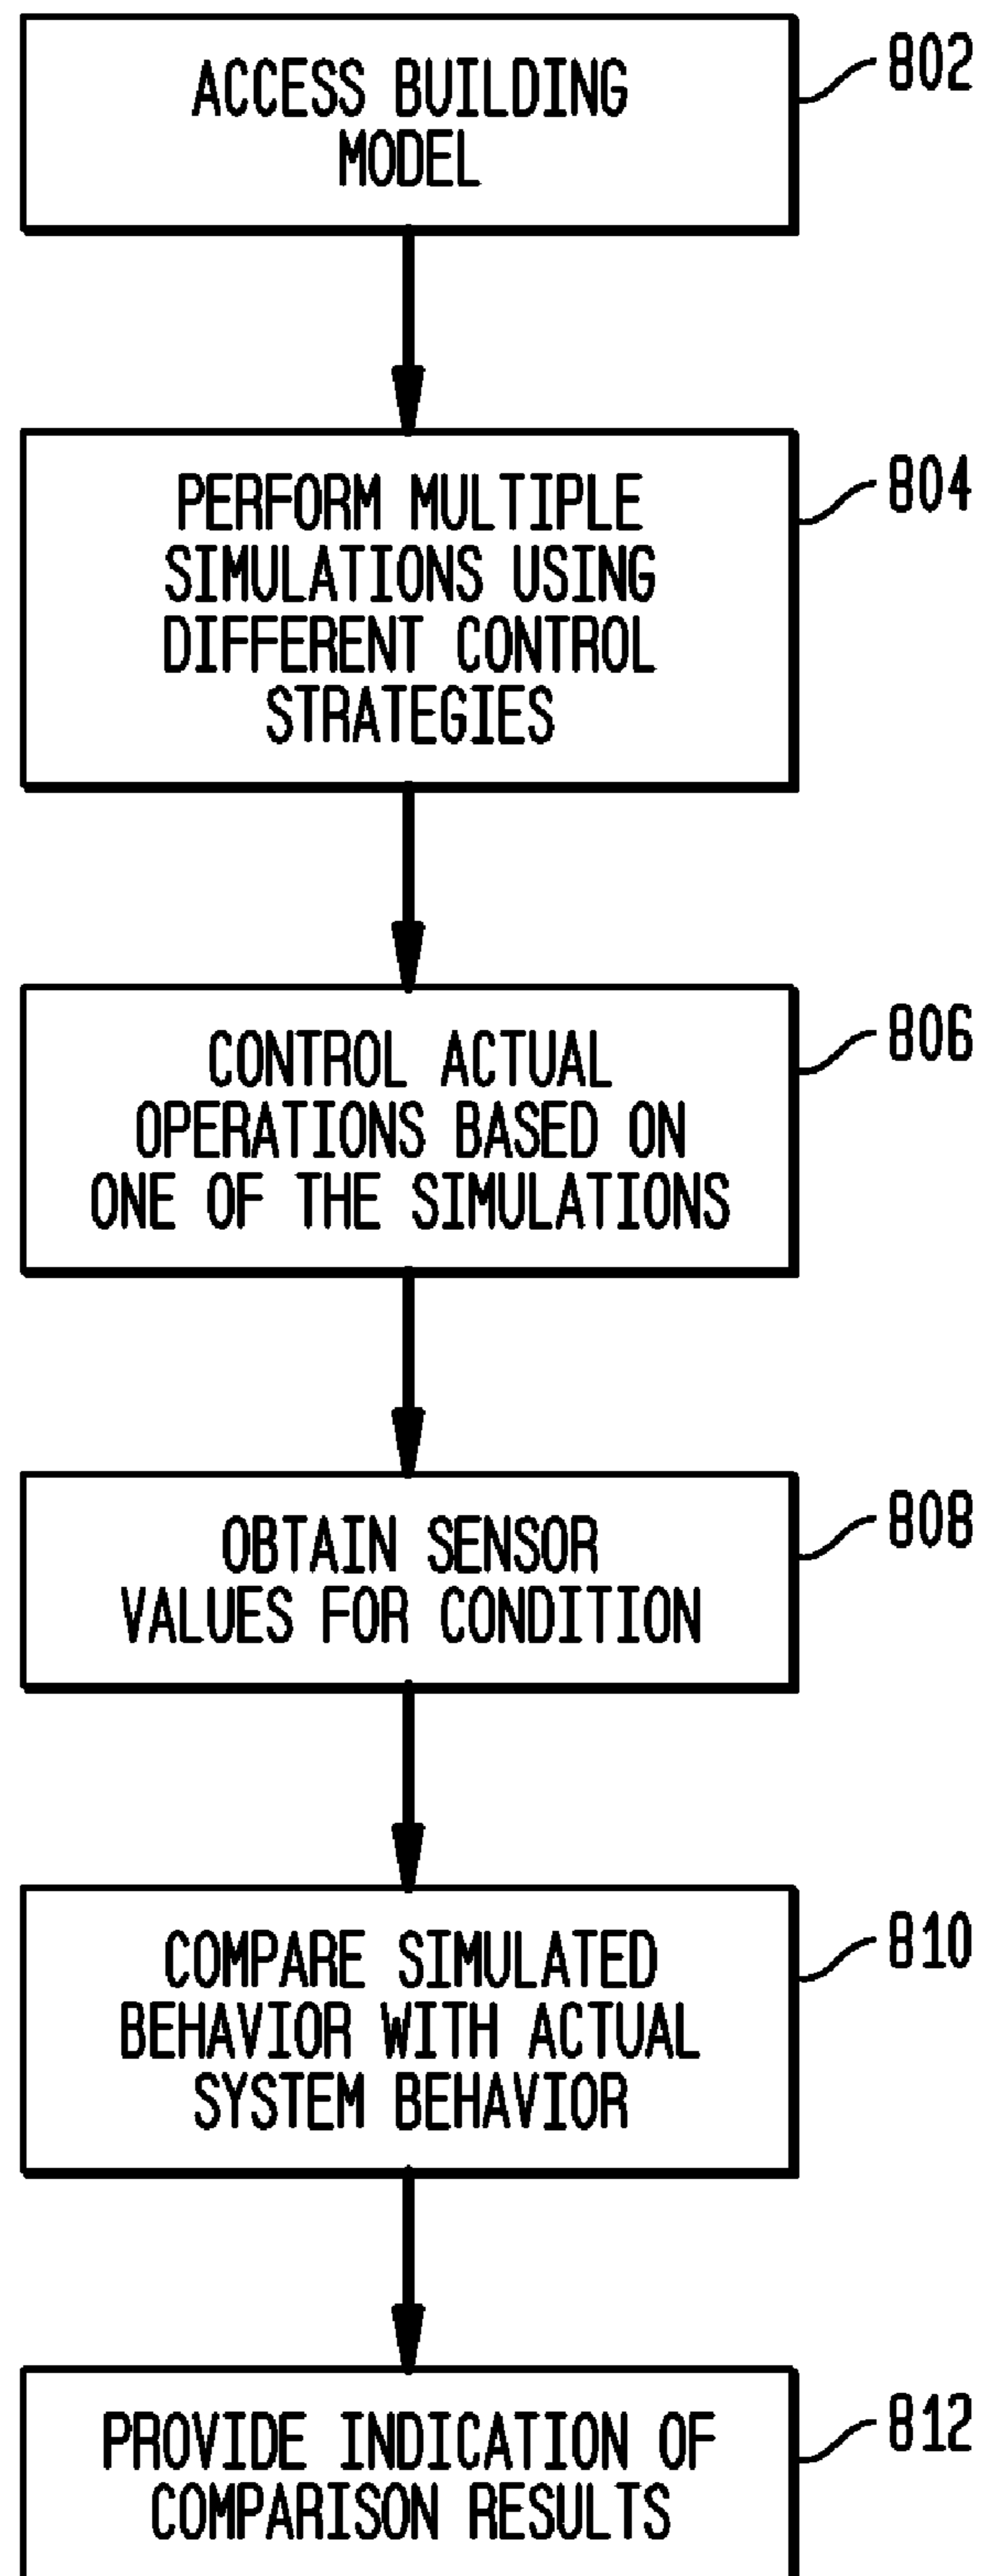 ACCESS BUILDING
MODEL
802
PERFORM MULTIPLE
SIMULATIONS USING
DIFFERENT CONTROL
STRATEGIES
804
CONTROL ACTUAL
OPERATIONS BASED ON
ONE OF THE SIMULATIONS
806
OBTAIN SENSOR
VALUES FOR CONDITION
808
COMPARE SIMULATED
BEHAVIOR WITH ACTUAL
SYSTEM BEHAVIOR
810
PROVIDE INDICATION OF
COMPARISON RESULTS
812